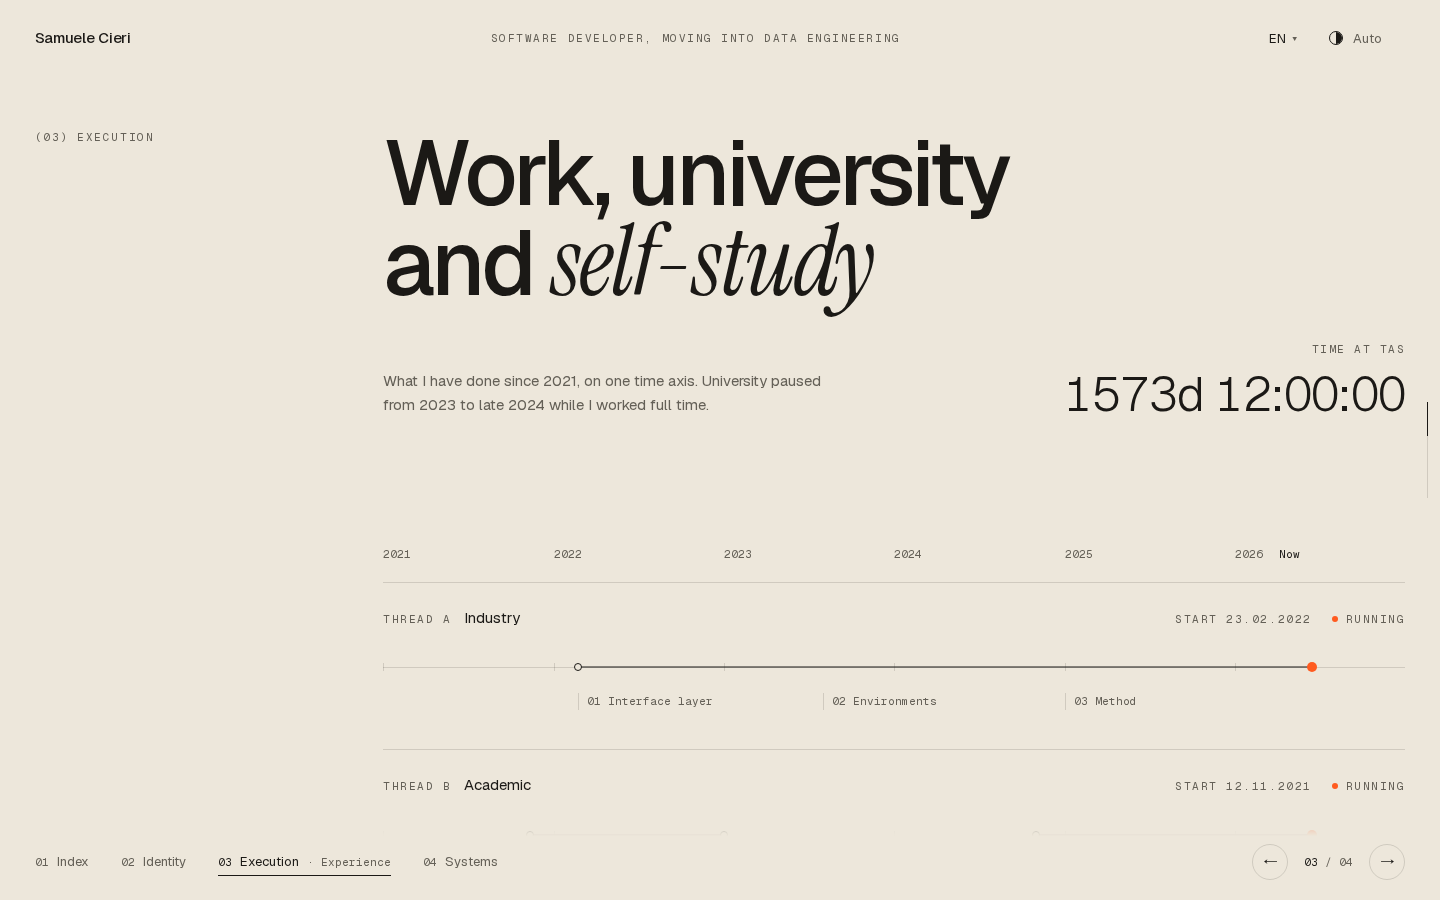 Samuele Cieri
SOFTWARE DEVELOPER, MOVING INTO DATA ENGINEERING
EN ▾
Auto
(03) EXECUTION
Work, university
and self-study
TIME AT TAS
1573d 12:00:00
What I have done since 2021, on one time axis. University paused
from 2023 to late 2024 while I worked full time.
2021 2022 2023 2024 2025 2026 Now
THREAD A Industry START 23.02.2022 RUNNING
01 Interface layer 02 Environments 03 Method
THREAD B Academic START 12.11.2021 RUNNING
01 Index 02 Identity 03 Execution · Experience 04 Systems ← 03 / 04 →